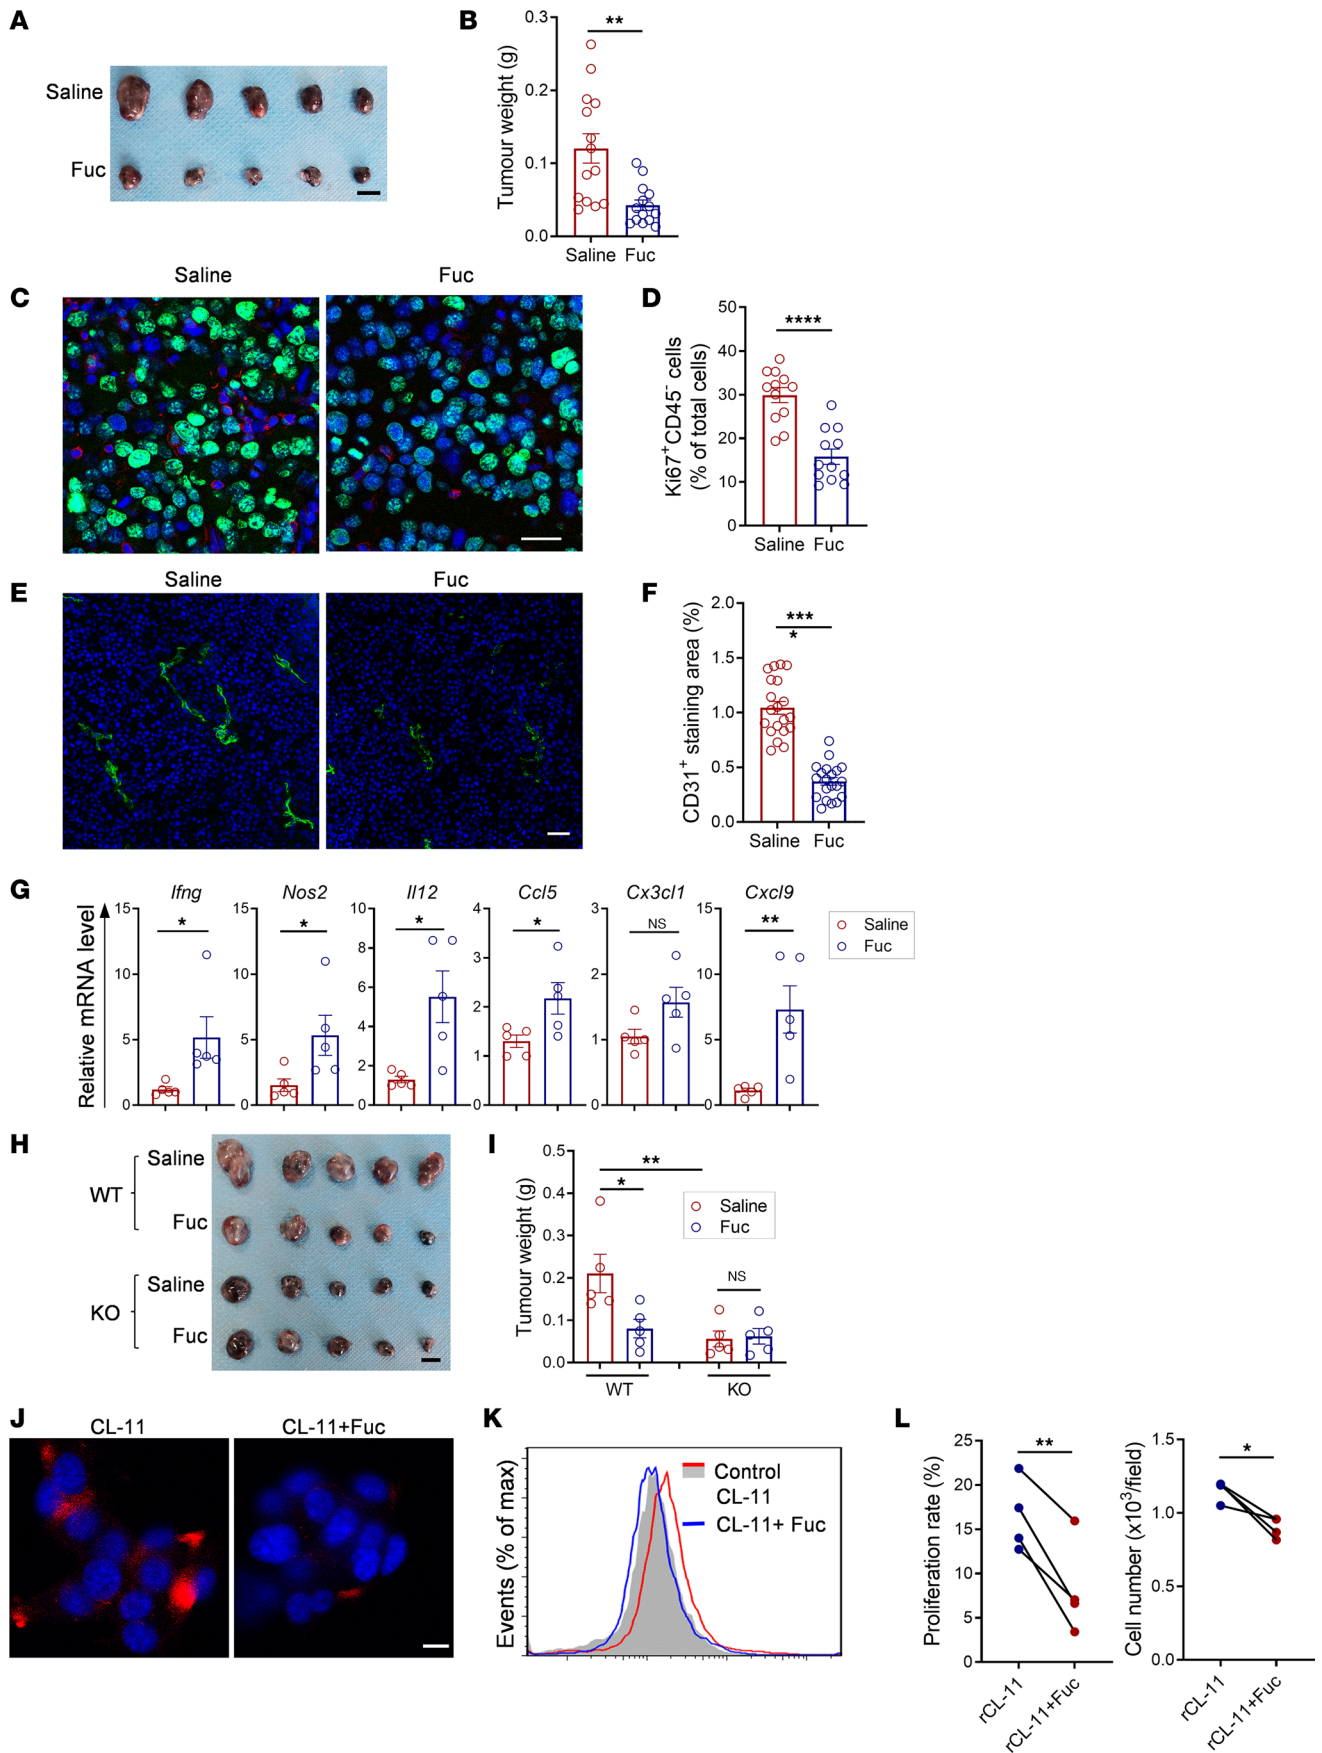 A
Saline
Fuc
B
Tumour weight (g)
0.3
0.2
0.1
0.0
**
Saline Fuc
C
Saline Fuc
D
Ki67+CD45- cells
(% of total cells)
50
40
30
20
10
0
****
Saline Fuc
E
Saline Fuc
F
CD31+ staining area (%)
2.0
1.5
1.0
0.5
0.0
***
*
Saline Fuc
G
Relative mRNA level
Ifng
15
10
5
0
*
Nos2
15
10
5
0
*
Il12
10
8
6
4
2
0
*
Ccl5
4
3
2
1
0
*
Cx3cl1
3
2
1
0
NS
Cxcl9
15
10
5
0
**
Saline
Fuc
H
WT
Saline
Fuc
KO
Saline
Fuc
I
Tumour weight (g)
0.5
0.4
0.3
0.2
0.1
0.0
**
*
NS
Saline
Fuc
WT KO
J
CL-11 CL-11+Fuc
K
Events (% of max)
Control
CL-11
CL-11+ Fuc
L
Proliferation rate (%)
25
20
15
10
5
0
**
rCL-11
rCL-11+Fuc
Cell number (x10³/field)
1.5
1.0
0.5
0.0
*
rCL-11
rCL-11+Fuc